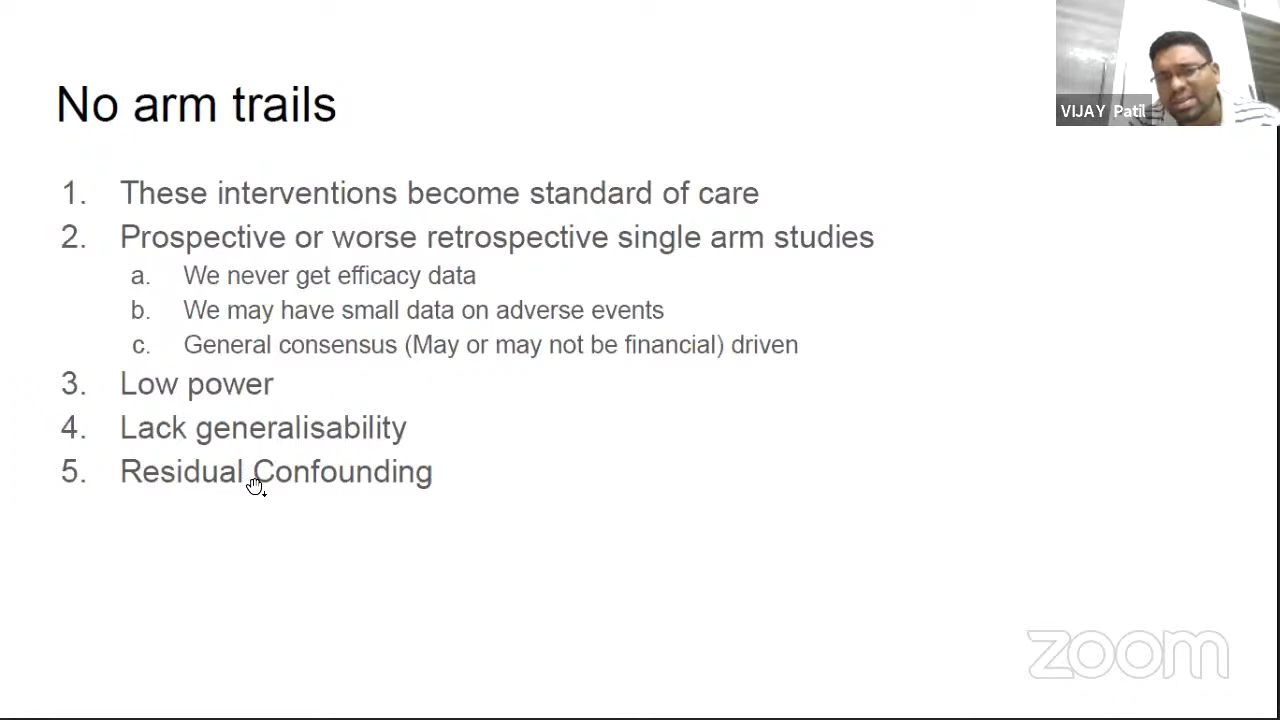 No arm trails
VIJAY Patil
1. These interventions become standard of care
2. Prospective or worse retrospective single arm studies
a. We never get efficacy data
b. We may have small data on adverse events
c. General consensus (May or may not be financial) driven
3. Low power
4. Lack generalisability
5. Residual Confounding
zoom